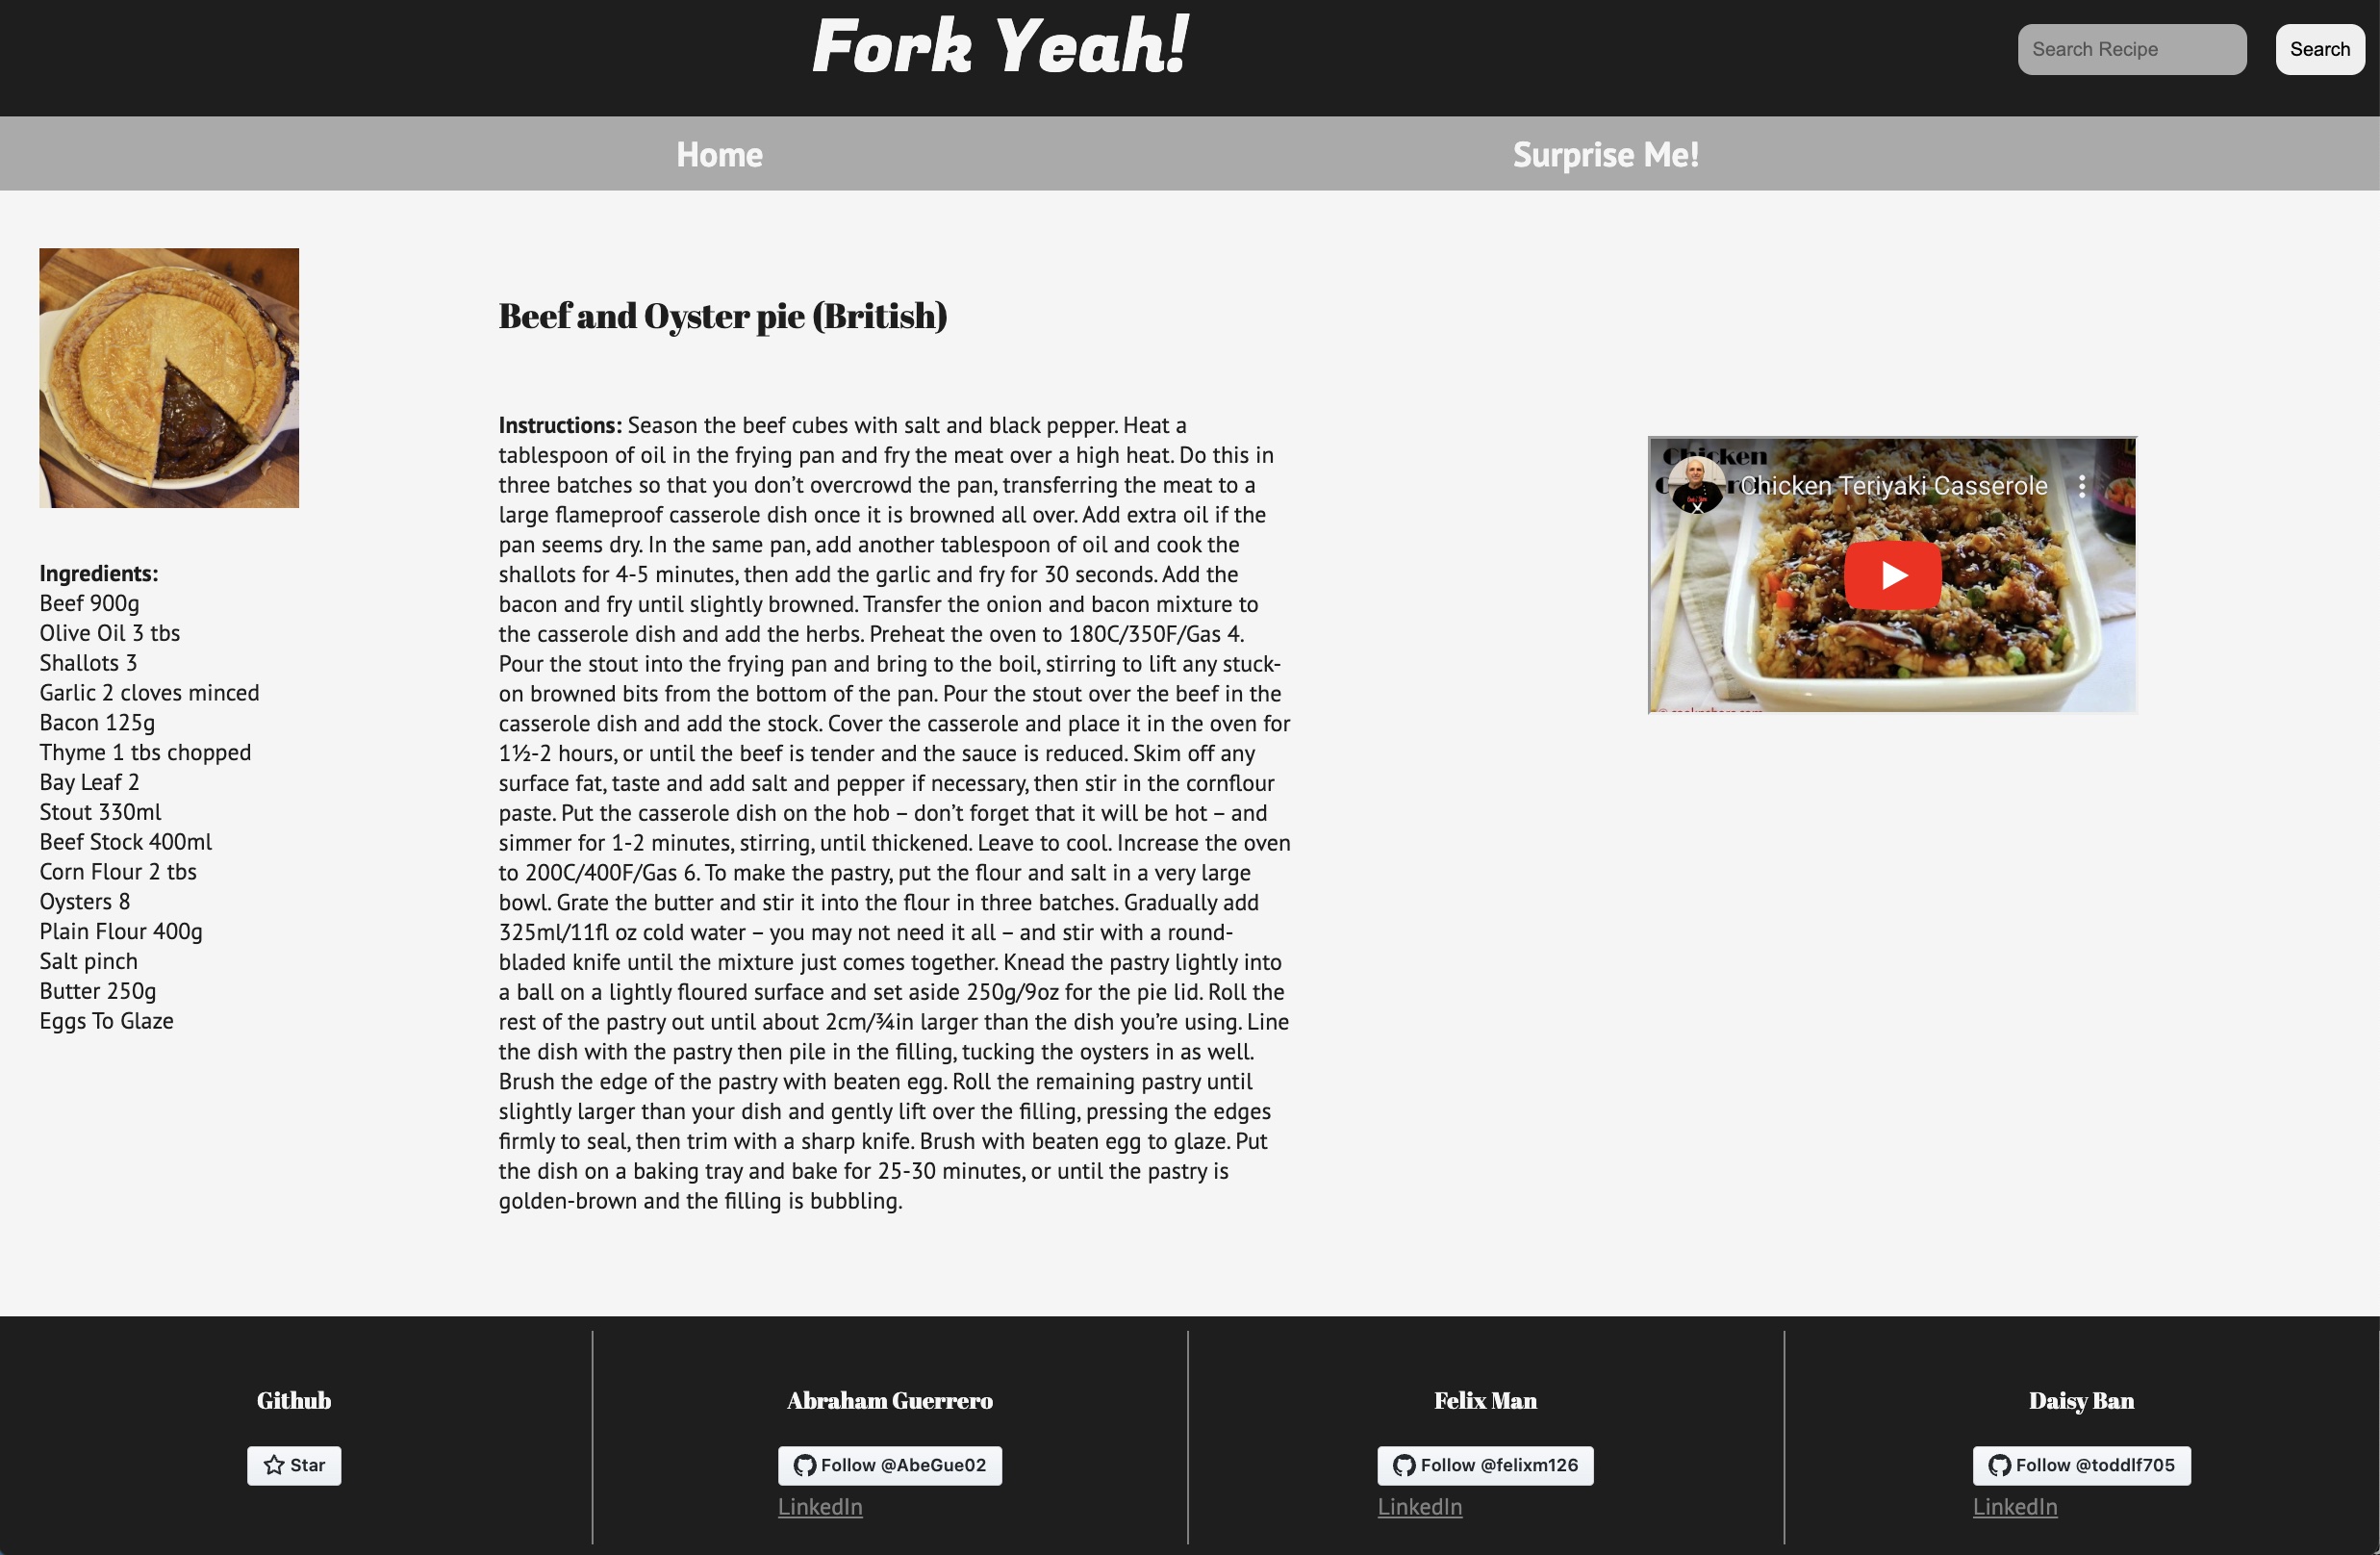 Fork Yeah!
Search Recipe
Search
Home
Surprise Me!
Beef and Oyster pie (British)
Ingredients:
Beef 900g
Olive Oil 3 tbs
Shallots 3
Garlic 2 cloves minced
Bacon 125g
Thyme 1 tbs chopped
Bay Leaf 2
Stout 330ml
Beef Stock 400ml
Corn Flour 2 tbs
Oysters 8
Plain Flour 400g
Salt pinch
Butter 250g
Eggs To Glaze
Instructions: Season the beef cubes with salt and black pepper. Heat a
tablespoon of oil in the frying pan and fry the meat over a high heat. Do this in
three batches so that you don’t overcrowd the pan, transferring the meat to a
large flameproof casserole dish once it is browned all over. Add extra oil if the
pan seems dry. In the same pan, add another tablespoon of oil and cook the
shallots for 4-5 minutes, then add the garlic and fry for 30 seconds. Add the
bacon and fry until slightly browned. Transfer the onion and bacon mixture to
the casserole dish and add the herbs. Preheat the oven to 180C/350F/Gas 4.
Pour the stout into the frying pan and bring to the boil, stirring to lift any stuck-
on browned bits from the bottom of the pan. Pour the stout over the beef in the
casserole dish and add the stock. Cover the casserole and place it in the oven for
1½-2 hours, or until the beef is tender and the sauce is reduced. Skim off any
surface fat, taste and add salt and pepper if necessary, then stir in the cornflour
paste. Put the casserole dish on the hob – don’t forget that it will be hot – and
simmer for 1-2 minutes, stirring, until thickened. Leave to cool. Increase the oven
to 200C/400F/Gas 6. To make the pastry, put the flour and salt in a very large
bowl. Grate the butter and stir it into the flour in three batches. Gradually add
325ml/11fl oz cold water – you may not need it all – and stir with a round-
bladed knife until the mixture just comes together. Knead the pastry lightly into
a ball on a lightly floured surface and set aside 250g/9oz for the pie lid. Roll the
rest of the pastry out until about 2cm/¾in larger than the dish you’re using. Line
the dish with the pastry then pile in the filling, tucking the oysters in as well.
Brush the edge of the pastry with beaten egg. Roll the remaining pastry until
slightly larger than your dish and gently lift over the filling, pressing the edges
firmly to seal, then trim with a sharp knife. Brush with beaten egg to glaze. Put
the dish on a baking tray and bake for 25-30 minutes, or until the pastry is
golden-brown and the filling is bubbling.
Chicken
Chicken Teriyaki Casserole
Github
Star
Abraham Guerrero
Follow @AbeGue02
LinkedIn
Felix Man
Follow @felixm126
LinkedIn
Daisy Ban
Follow @toddlf705
LinkedIn